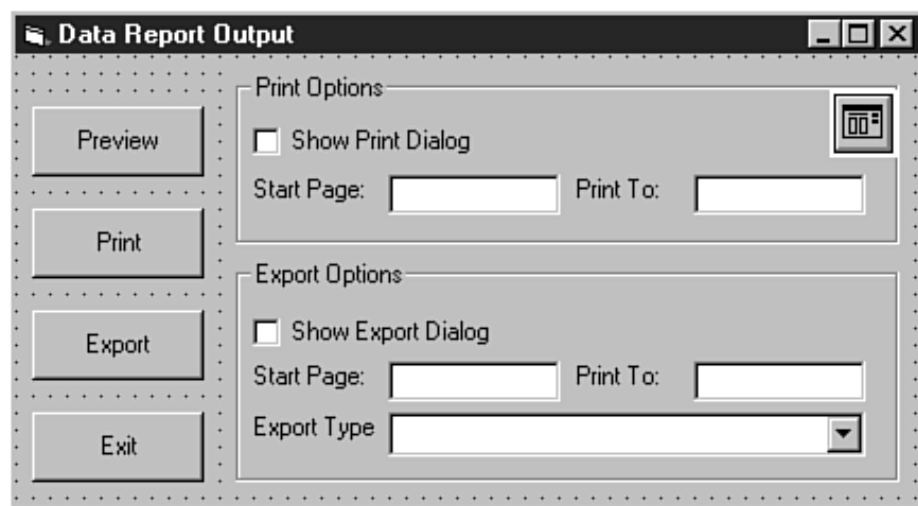 Data Report Output
Preview
Print
Export
Exit
Print Options
Show Print Dialog
Start Page: Print To:
Export Options
Show Export Dialog
Start Page: Print To:
Export Type